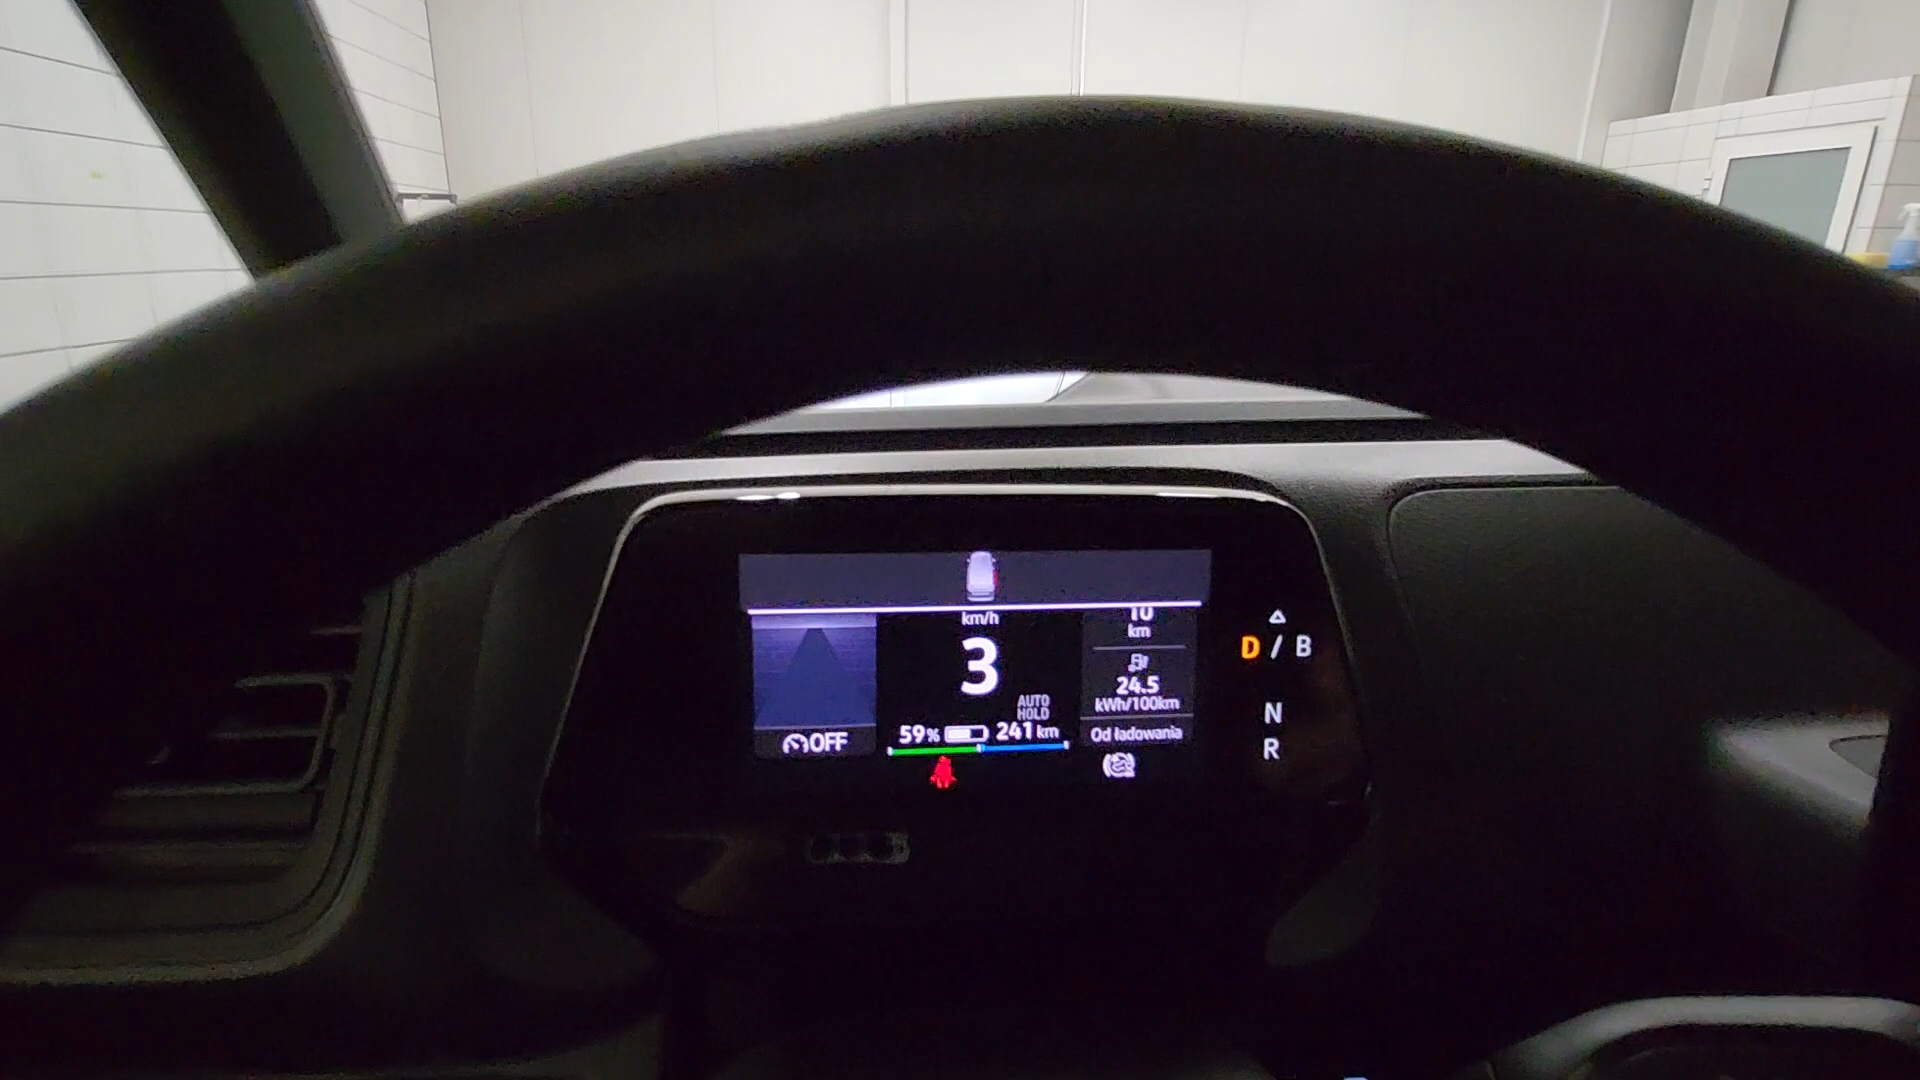 km/h
3
AUTO
HOLD
59% 241 km
OFF
10
km
24.5
kWh/100km
Od ładowania
D / B
N
R